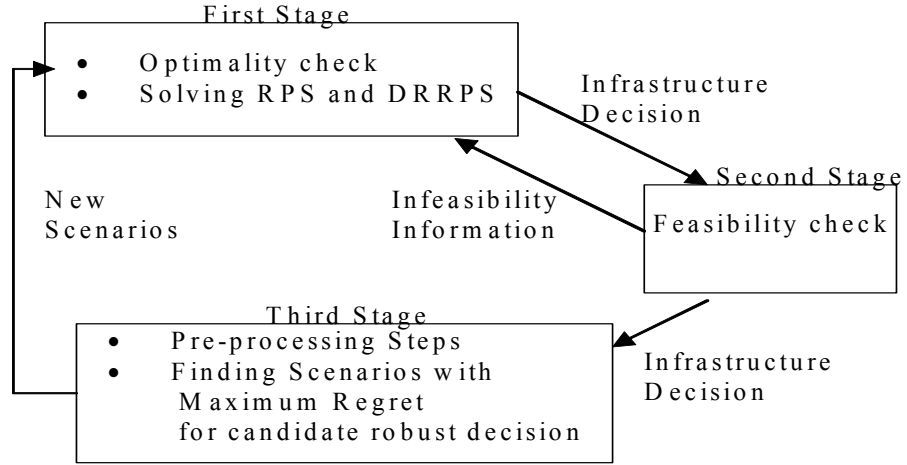 First Stage
• Optimality check
• Solving RPS and DRRPS
Infrastructure
Decision
Second Stage
Feasibility check
New
Scenarios
Infeasibility
Information
Third Stage
• Pre-processing Steps
• Finding Scenarios with
Maximum Regret
for candidate robust decision
Infrastructure
Decision